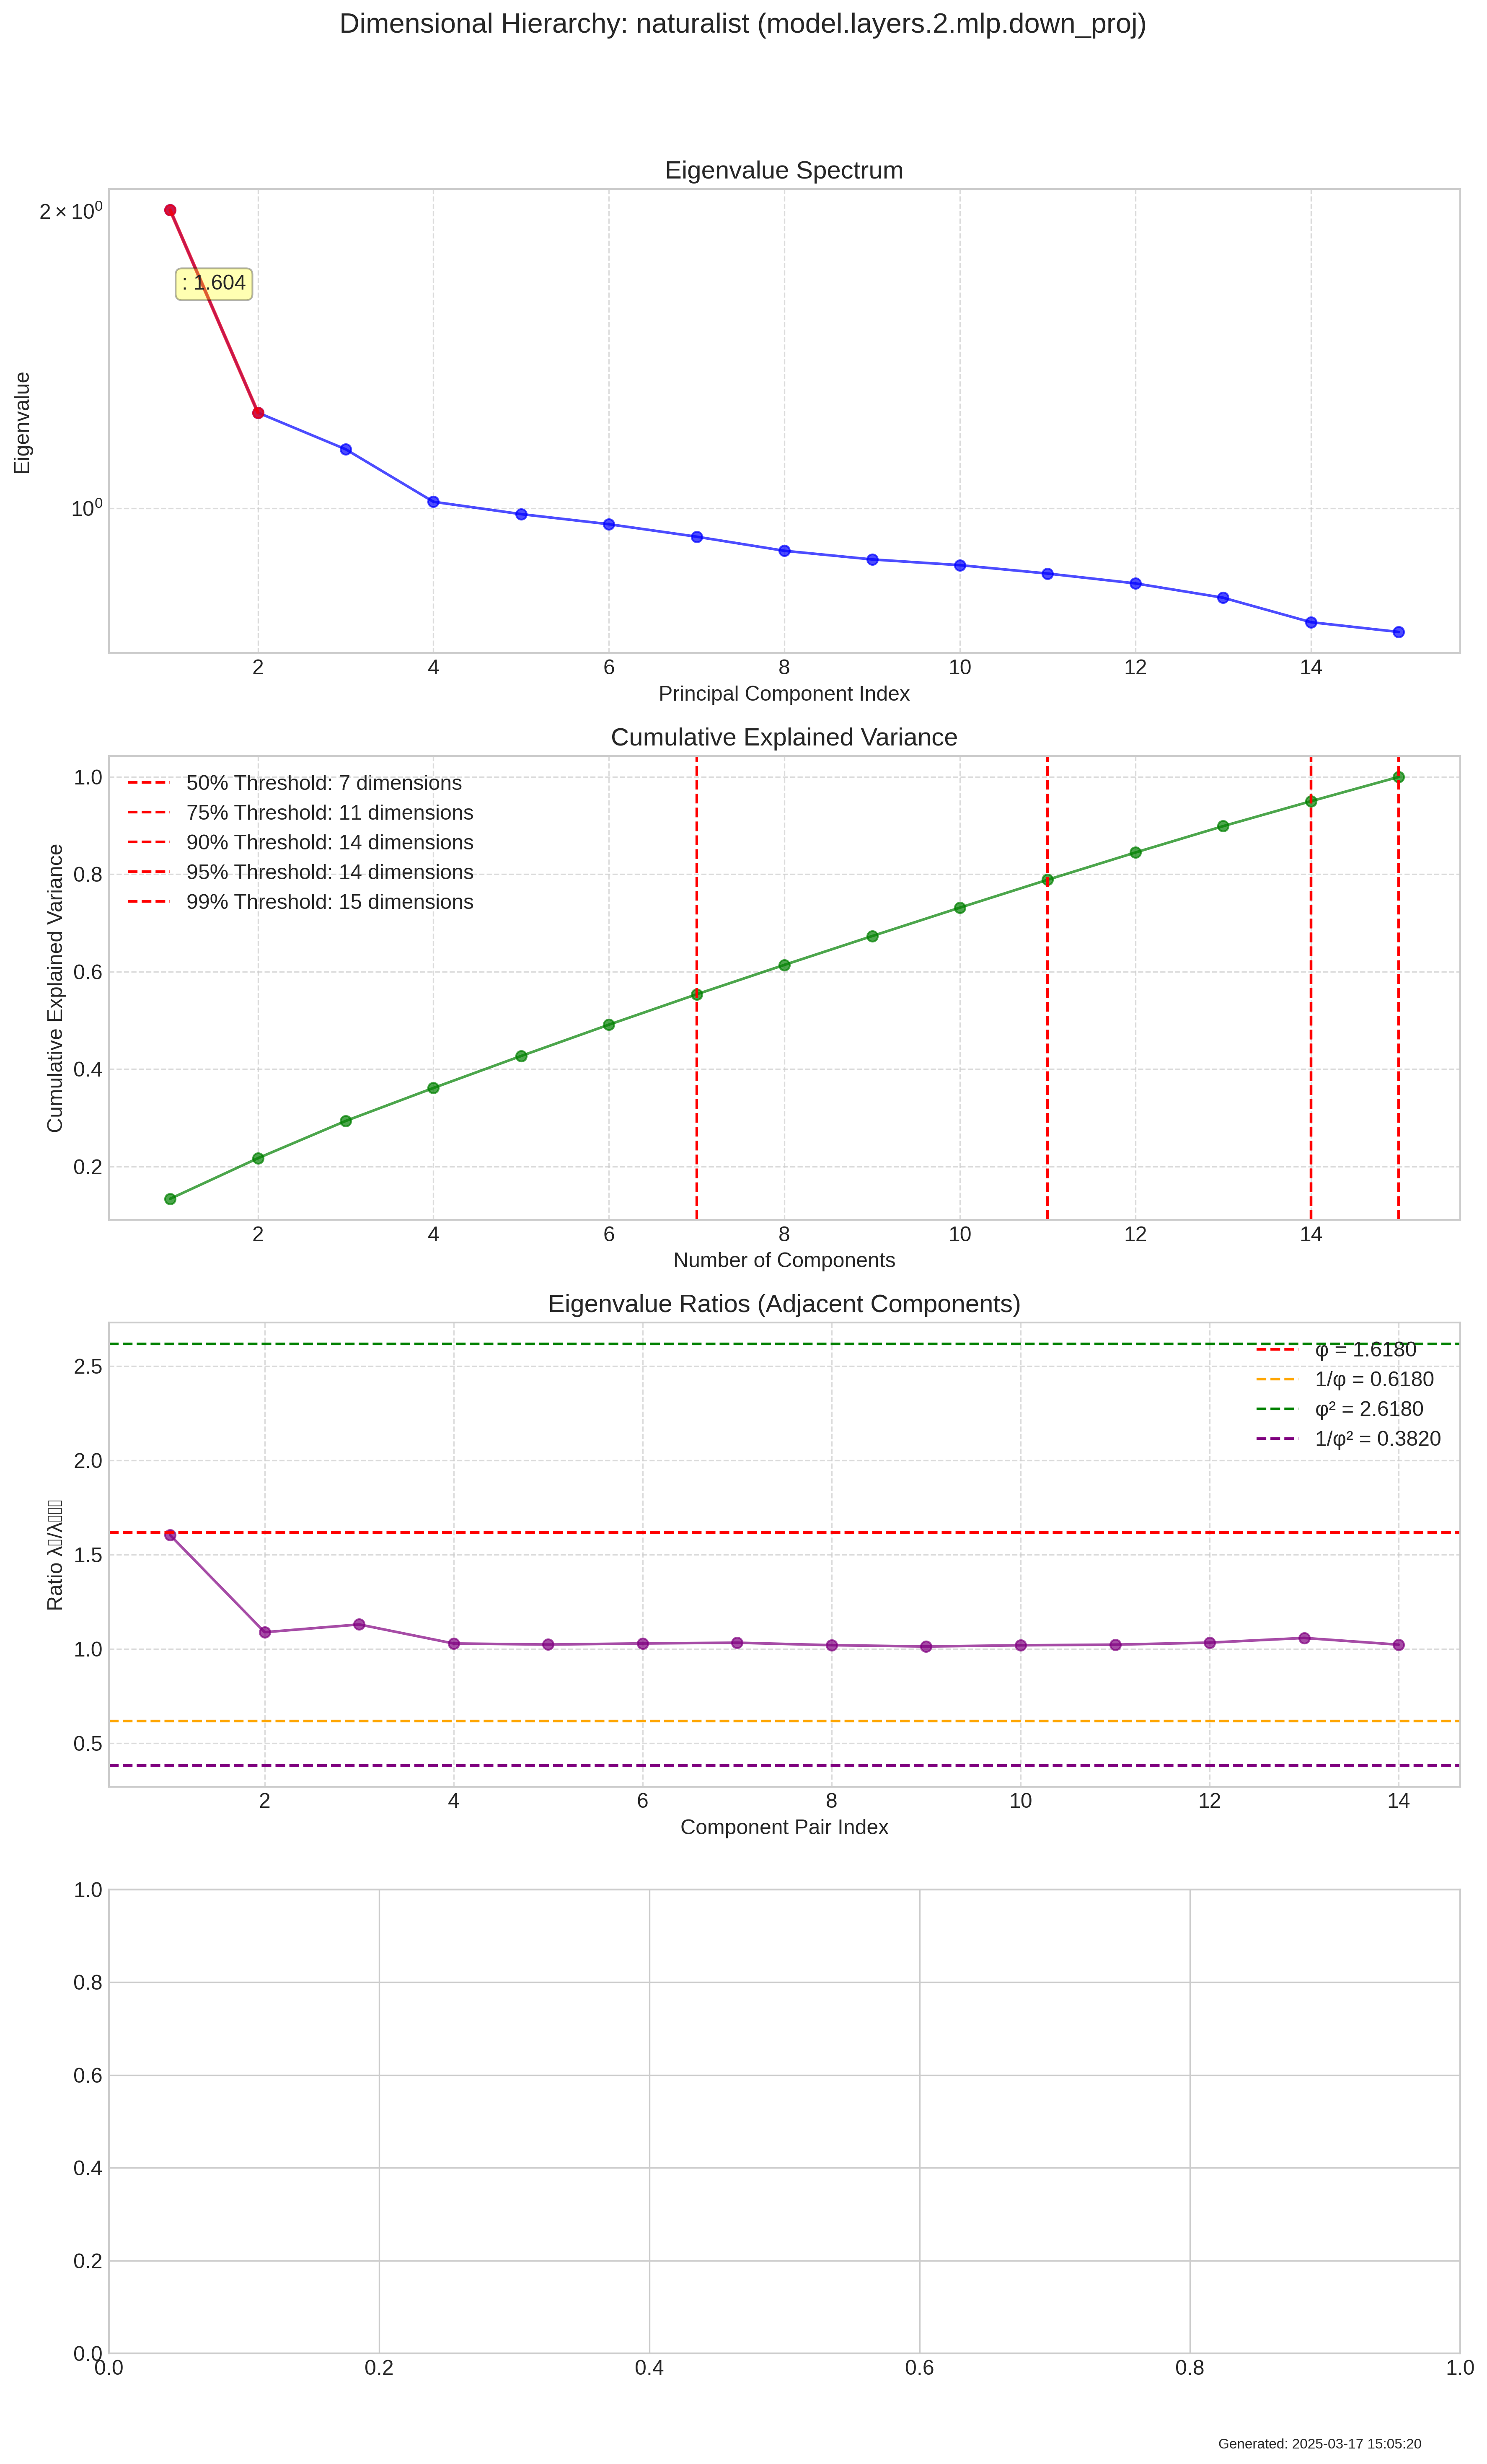 Dimensional Hierarchy: naturalist (model.layers.2.mlp.down_proj)
Eigenvalue Spectrum
2 × 10⁰
10⁰
Eigenvalue
: 1.604
2 4 6 8 10 12 14
Principal Component Index
Cumulative Explained Variance
1.0
0.8
0.6
0.4
0.2
Cumulative Explained Variance
50% Threshold: 7 dimensions
75% Threshold: 11 dimensions
90% Threshold: 14 dimensions
95% Threshold: 14 dimensions
99% Threshold: 15 dimensions
2 4 6 8 10 12 14
Number of Components
Eigenvalue Ratios (Adjacent Components)
2.5
2.0
1.5
1.0
0.5
Ratio λ▯/λ▯▯▯
φ = 1.6180
1/φ = 0.6180
φ² = 2.6180
1/φ² = 0.3820
2 4 6 8 10 12 14
Component Pair Index
1.0
0.8
0.6
0.4
0.2
0.0
0.0 0.2 0.4 0.6 0.8 1.0
Generated: 2025-03-17 15:05:20